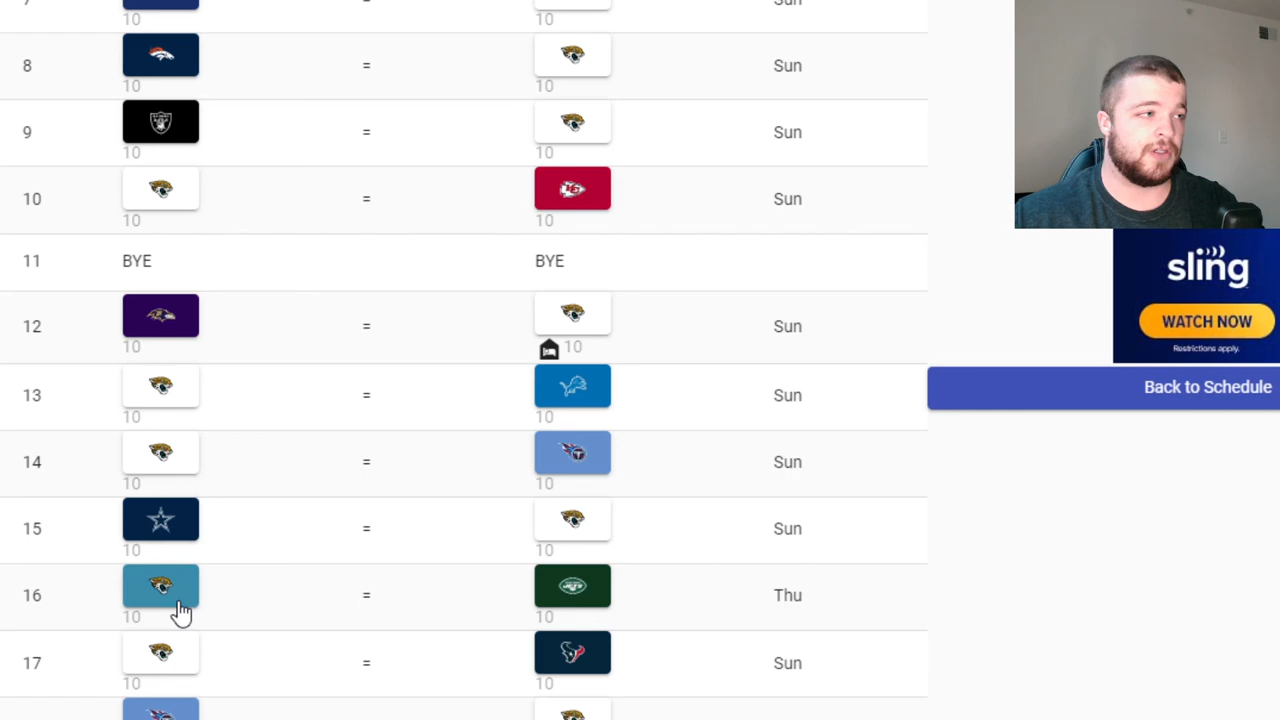 10 10
8 = Sun
10 10
9 = Sun
10 10
10 = Sun
10 10
11 BYE BYE
12 = Sun
10 10
13 = Sun
10 10
14 = Sun
10 10
15 = Sun
10 10
16 = Thu
10 10
17 = Sun
10 10
sling
WATCH NOW
Restrictions apply.
Back to Schedule